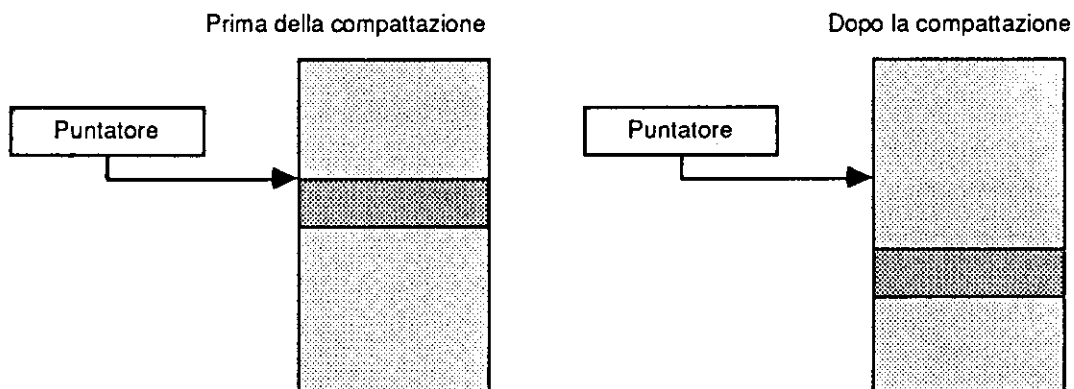 Prima della compattazione
Dopo la compattazione
Puntatore
Puntatore